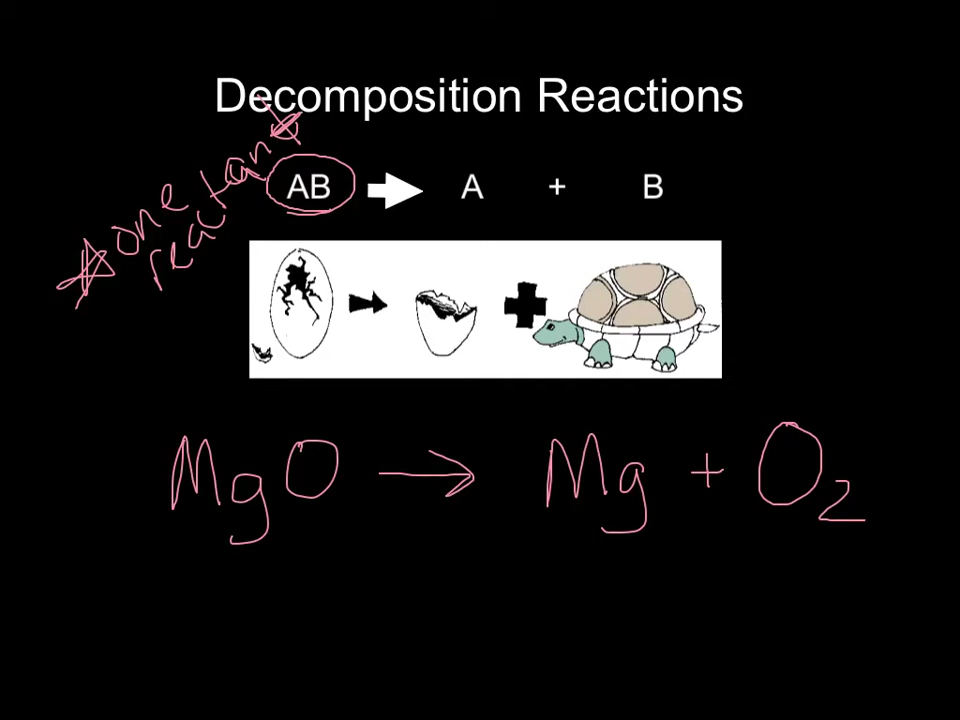 Decomposition Reactions
AB A + B
☆one
reactant
MgO → Mg + O₂